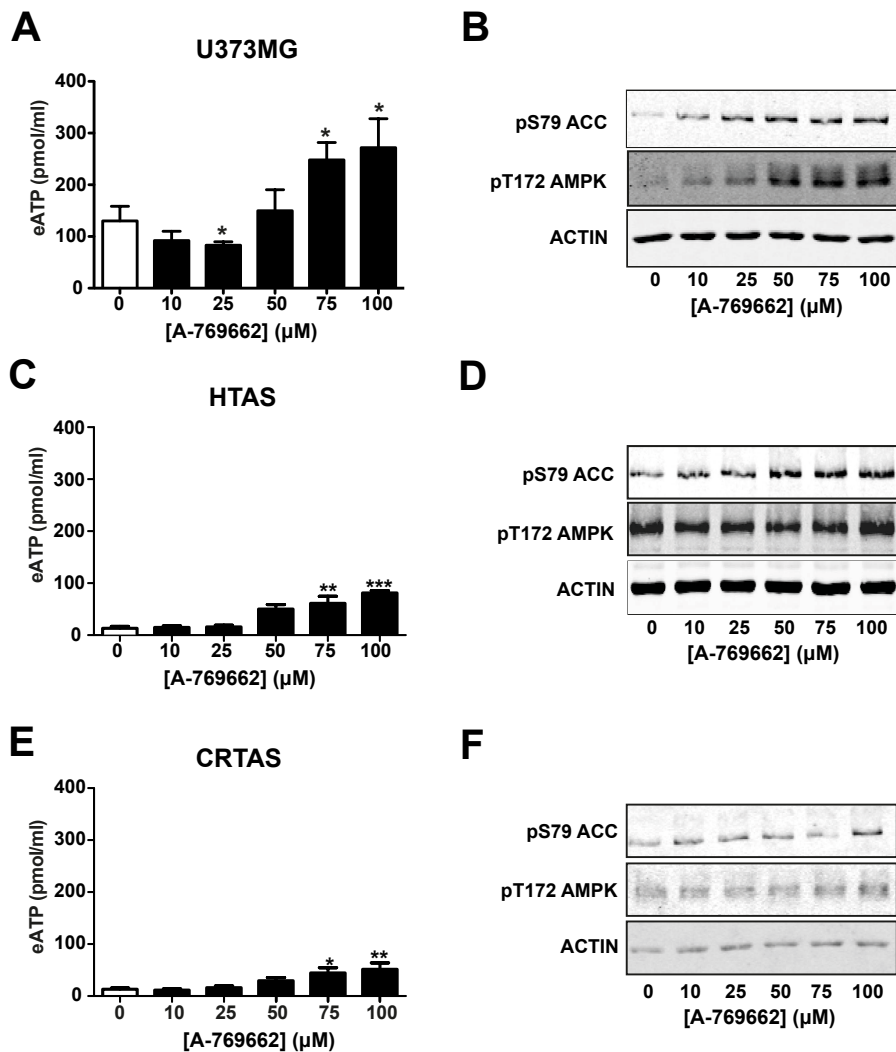 A
U373MG
eATP (pmol/ml)
400
300
200
100
0
*
*
*
0 10 25 50 75 100
[A-769662] (µM)
B
pS79 ACC
pT172 AMPK
ACTIN
0 10 25 50 75 100
[A-769662] (µM)
C
HTAS
eATP (pmol/ml)
400
300
200
100
0
**
***
0 10 25 50 75 100
[A-769662] (µM)
D
pS79 ACC
pT172 AMPK
ACTIN
0 10 25 50 75 100
[A-769662] (µM)
E
CRTAS
eATP (pmol/ml)
400
300
200
100
0
*
**
0 10 25 50 75 100
[A-769662] (µM)
F
pS79 ACC
pT172 AMPK
ACTIN
0 10 25 50 75 100
[A-769662] (µM)